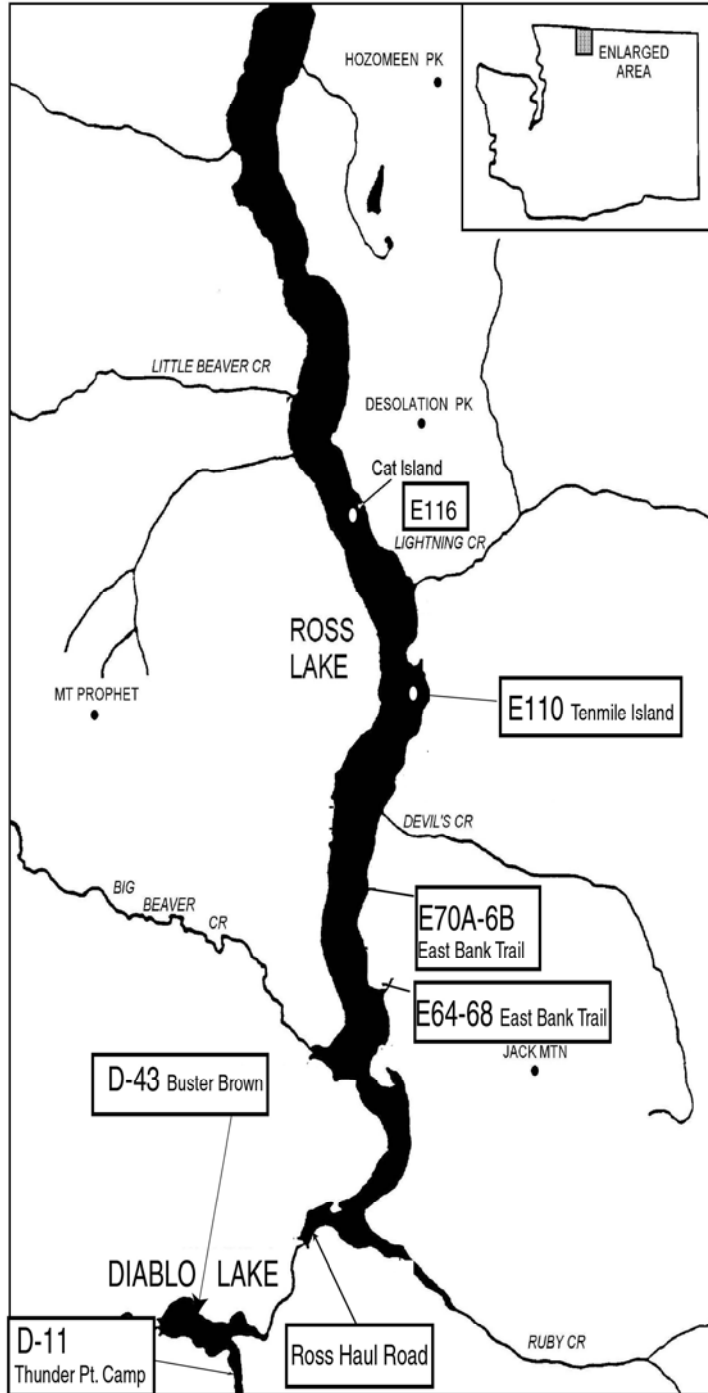 HOZOMEEN PK
ENLARGED
AREA
LITTLE BEAVER CR
DESOLATION PK
Cat Island
E116
LIGHTNING CR
ROSS
LAKE
MT PROPHET
E110 Tenmile Island
DEVIL'S CR
BIG
BEAVER
CR
E70A-6B
East Bank Trail
E64-68 East Bank Trail
JACK MTN
D-43 Buster Brown
DIABLO LAKE
D-11
Thunder Pt. Camp
Ross Haul Road
RUBY CR